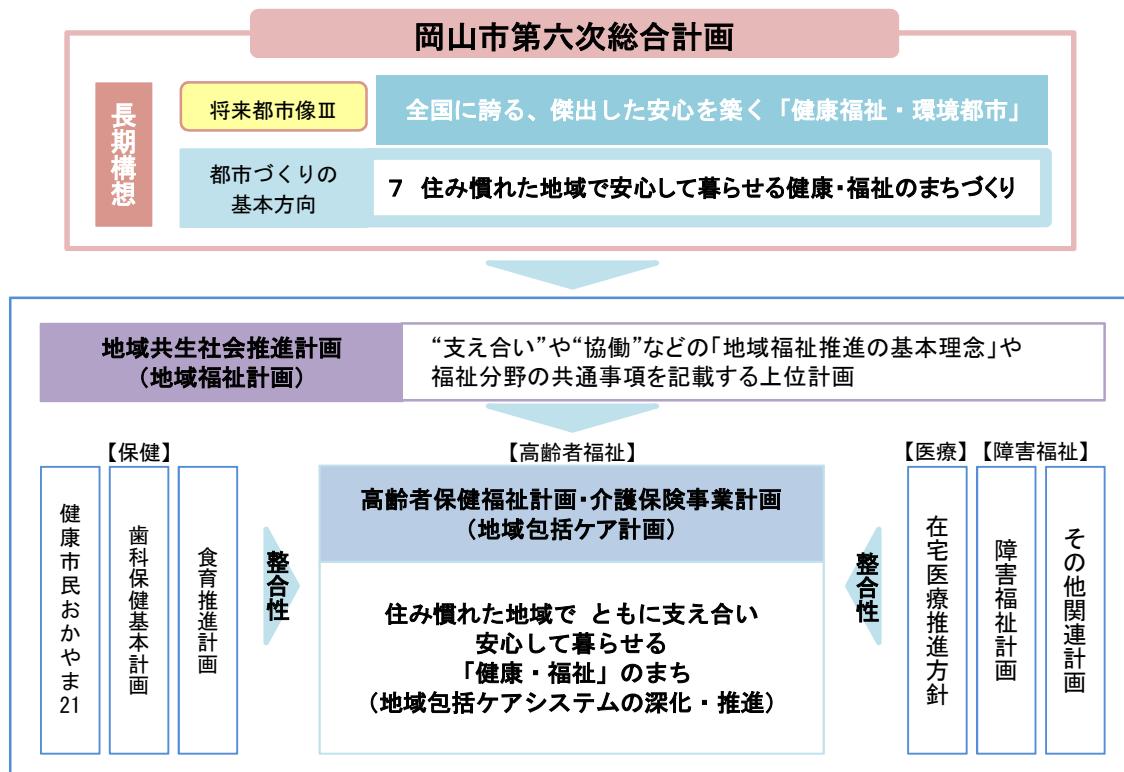 岡山市第六次総合計画
長期構想
将来都市像Ⅲ
全国に誇る、傑出した安心を築く「健康福祉・環境都市」
都市づくりの
基本方向
7 住み慣れた地域で安心して暮らせる健康・福祉のまちづくり
地域共生社会推進計画
(地域福祉計画)
“支え合い”や“協働”などの「地域福祉推進の基本理念」や
福祉分野の共通事項を記載する上位計画
【保健】
健康市民おかやま21
歯科保健基本計画
食育推進計画
整合性
【高齢者福祉】
高齢者保健福祉計画・介護保険事業計画
(地域包括ケア計画)
住み慣れた地域で ともに支え合い
安心して暮らせる
「健康・福祉」のまち
(地域包括ケアシステムの深化・推進)
整合性
【医療】
【障害福祉】
在宅医療推進方針
障害福祉計画
その他関連計画